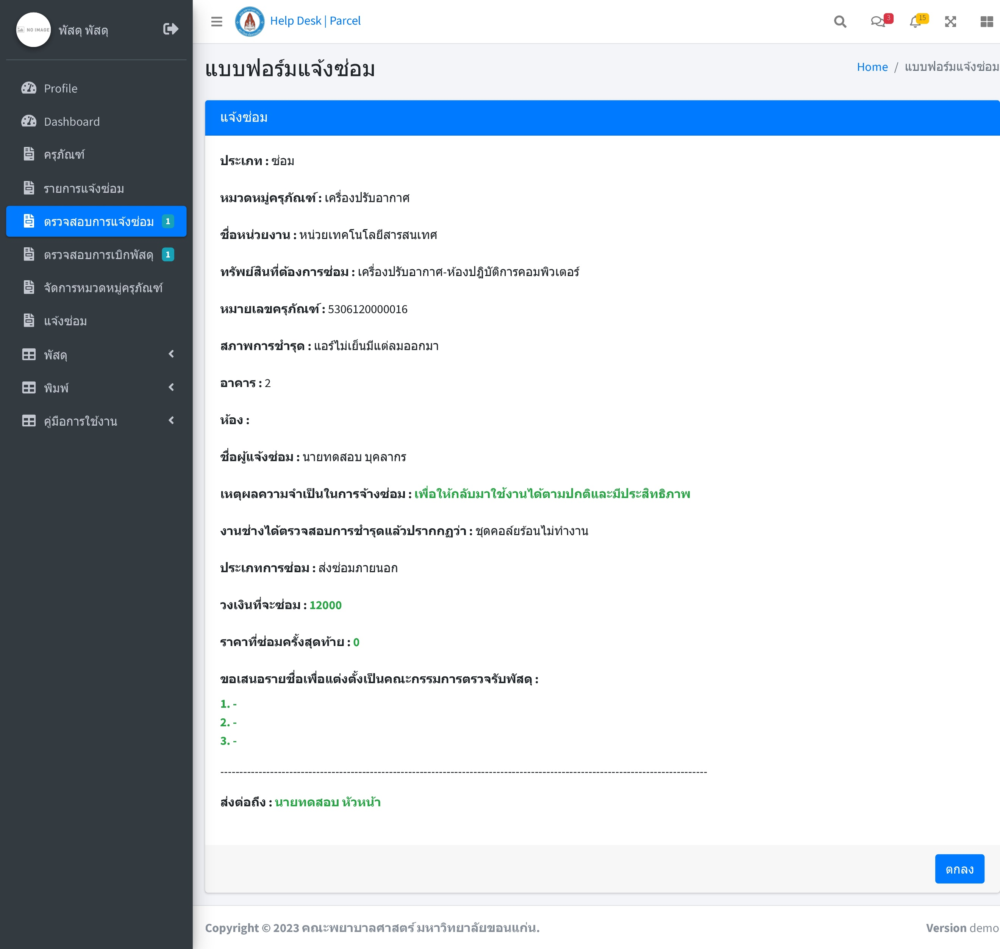 NO IMAGE
พัสดุ พัสดุ
Profile
Dashboard
ครุภัณฑ์
รายการแจ้งซ่อม
ตรวจสอบการแจ้งซ่อม 1
ตรวจสอบการเบิกพัสดุ 1
จัดการหมวดหมู่ครุภัณฑ์
แจ้งซ่อม
พัสดุ
พิมพ์
คู่มือการใช้งาน
Help Desk | Parcel
3
15
แบบฟอร์มแจ้งซ่อม
Home / แบบฟอร์มแจ้งซ่อม
แจ้งซ่อม
ประเภท : ซ่อม
หมวดหมู่ครุภัณฑ์ : เครื่องปรับอากาศ
ชื่อหน่วยงาน : หน่วยเทคโนโลยีสารสนเทศ
ทรัพย์สินที่ต้องการซ่อม : เครื่องปรับอากาศ-ห้องปฎิบัติการคอมพิวเตอร์
หมายเลขครุภัณฑ์ : 5306120000016
สภาพการชำรุด : แอร์ไม่เย็นมีแต่ลมออกมา
อาคาร : 2
ห้อง :
ชื่อผู้แจ้งซ่อม : นายทดสอบ บุคลากร
เหตุผลความจำเป็นในการจ้างซ่อม : เพื่อให้กลับมาใช้งานได้ตามปกติและมีประสิทธิภาพ
งานช่างได้ตรวจสอบการชำรุดแล้วปรากกฏว่า : ชุดคอล์ยร้อนไม่ทำงาน
ประเภทการซ่อม : ส่งซ่อมภายนอก
วงเงินที่จะซ่อม : 12000
ราคาที่ซ่อมครั้งสุดท้าย : 0
ขอเสนอรายชื่อเพื่อแต่งตั้งเป็นคณะกรรมการตรวจรับพัสดุ :
1. -
2. -
3. -
--------------------------------------------------------------------------------------------------------------------------------
ส่งต่อถึง : นายทดสอบ หัวหน้า
ตกลง
Copyright © 2023 คณะพยาบาลศาสตร์ มหาวิทยาลัยขอนแก่น.
Version demo